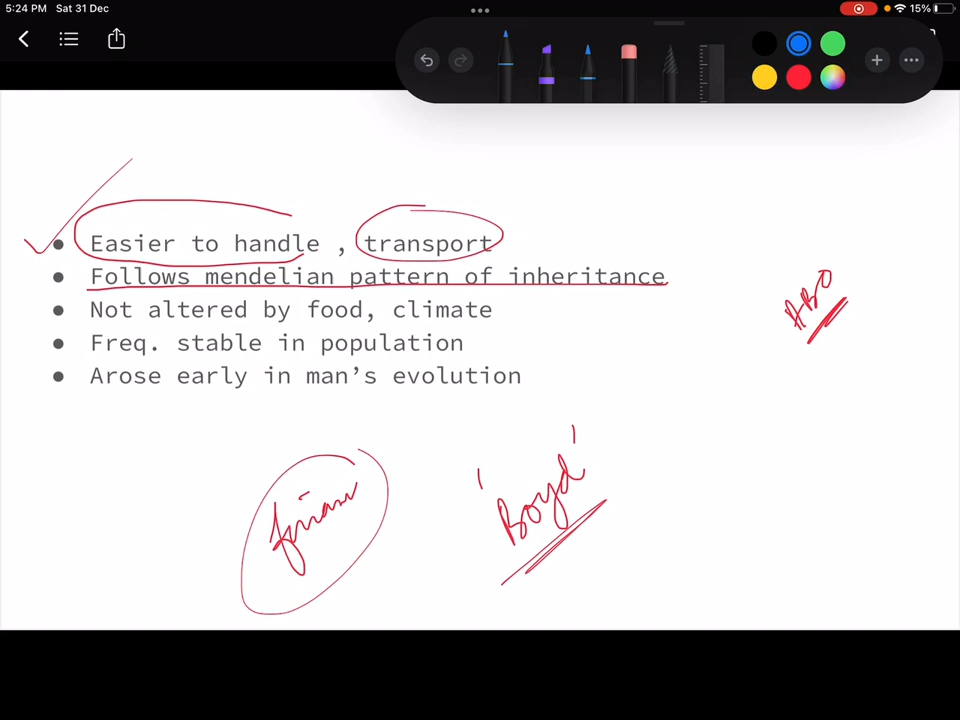 5:24 PM Sat 31 Dec
15%
● Easier to handle , transport
● Follows mendelian pattern of inheritance
ABO
● Not altered by food, climate
● Freq. stable in population
● Arose early in man’s evolution
'Boyd'